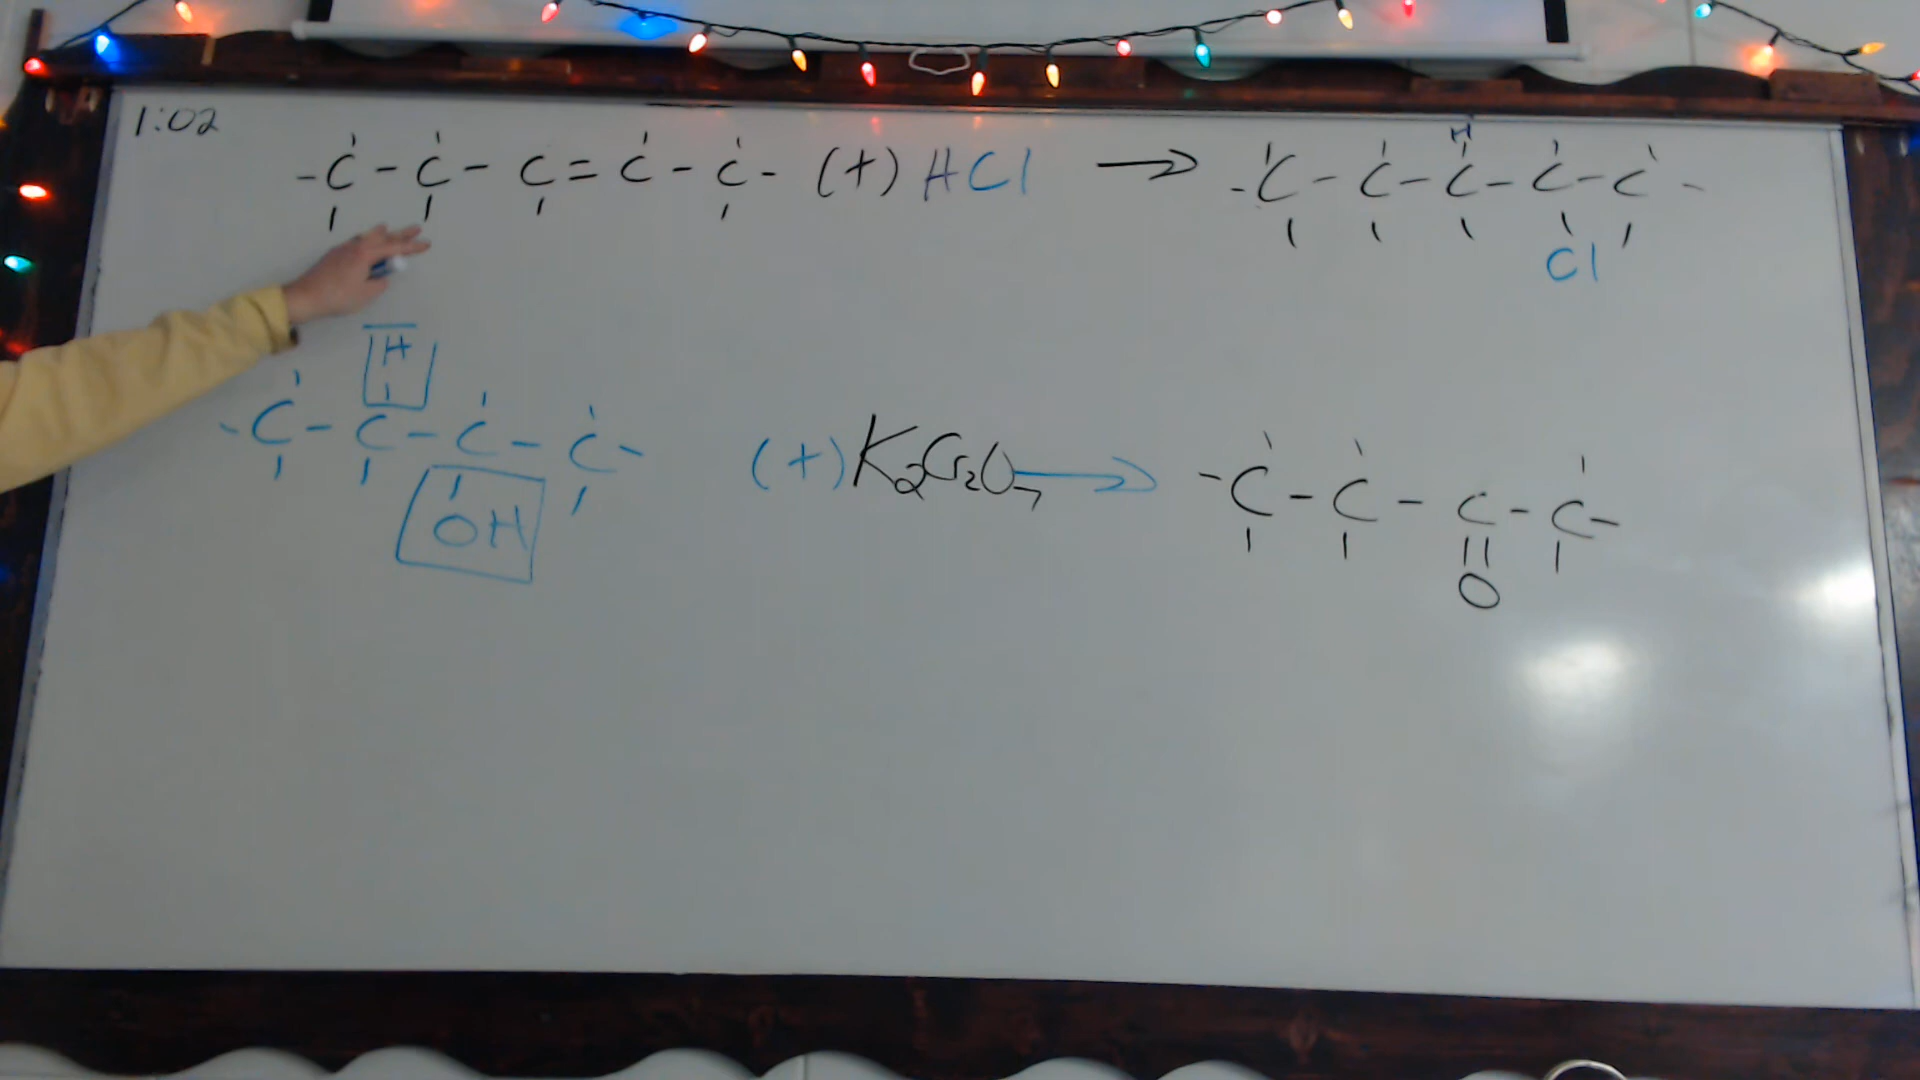 1:02
H
-C-C-C=C-C- (+) HCl → -C-C-C-C-C-
Cl
H
-C-C-C-C- (+) K2Cr2O7 → -C-C-C-C-
OH
O